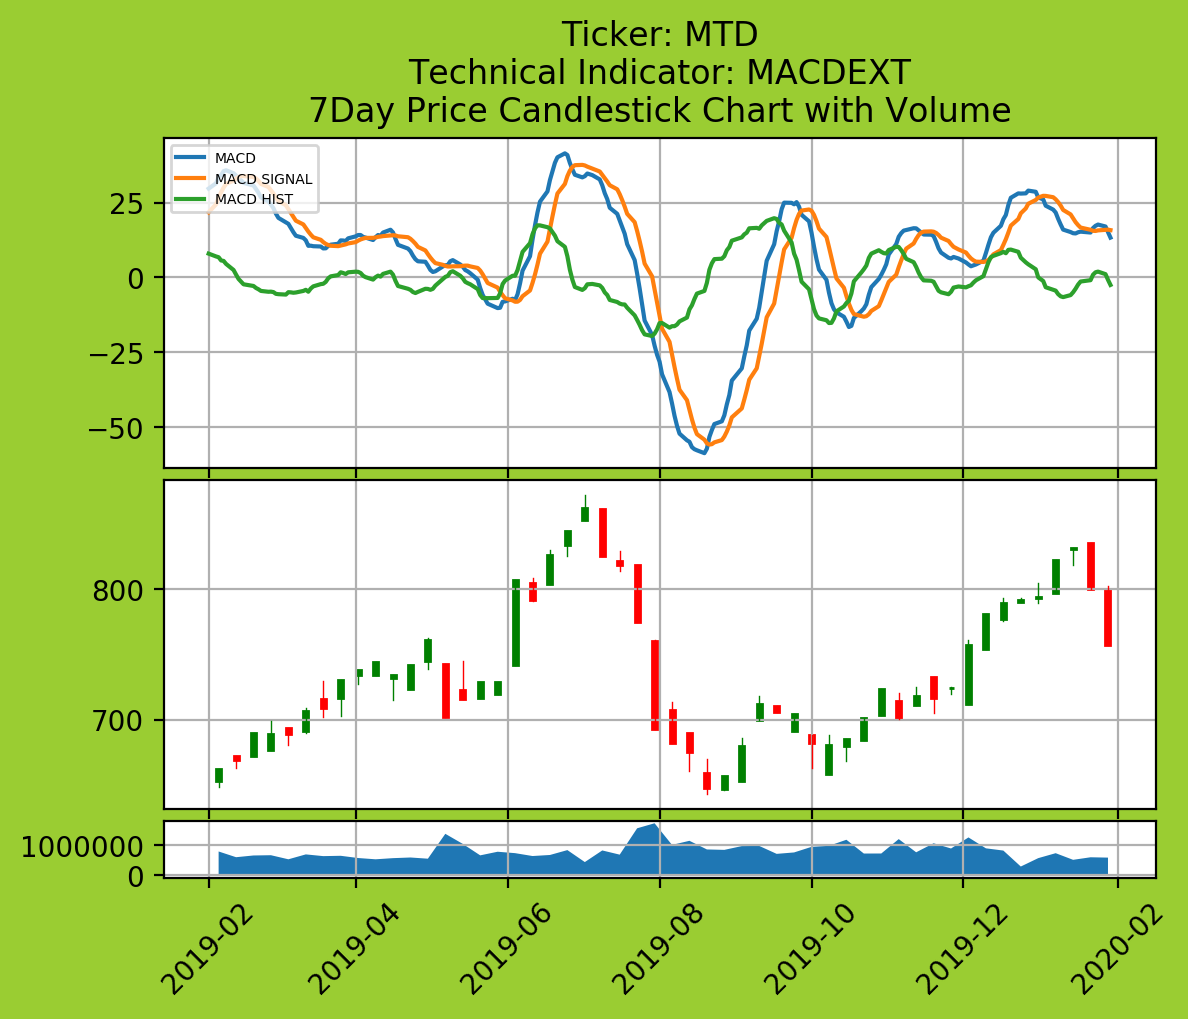 Ticker: MTD
Technical Indicator: MACDEXT
7Day Price Candlestick Chart with Volume
MACD
MACD SIGNAL
MACD HIST
25
0
−25
−50
800
700
1000000
0
2019-02
2019-04
2019-06
2019-08
2019-10
2019-12
2020-02